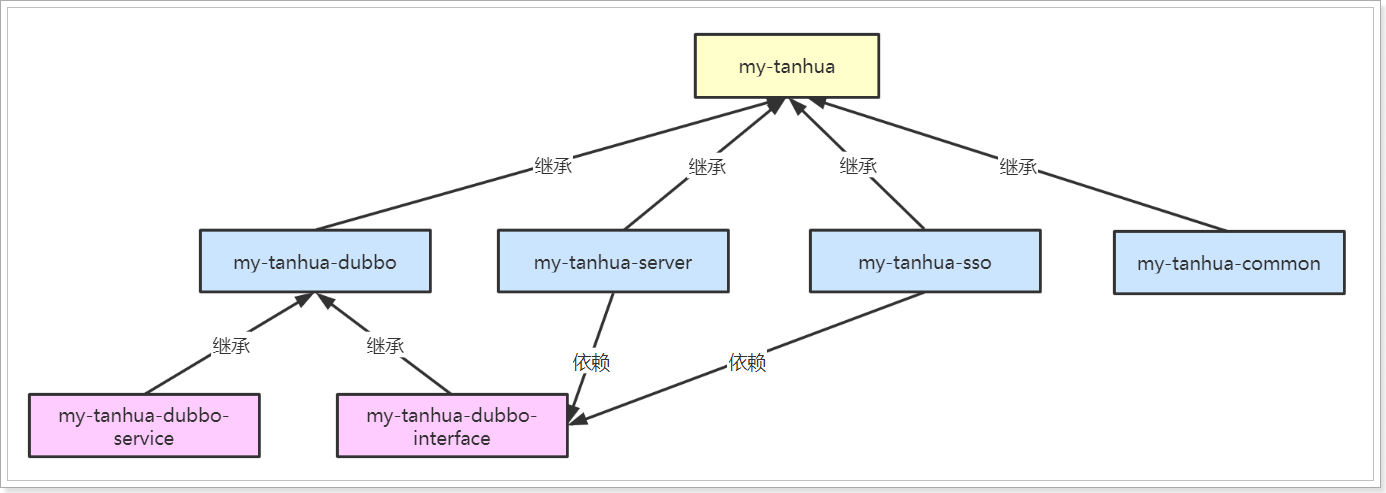 my-tanhua
继承
继承
继承
继承
my-tanhua-dubbo
my-tanhua-server
my-tanhua-sso
my-tanhua-common
继承
继承
依赖
依赖
my-tanhua-dubbo-
service
my-tanhua-dubbo-
interface